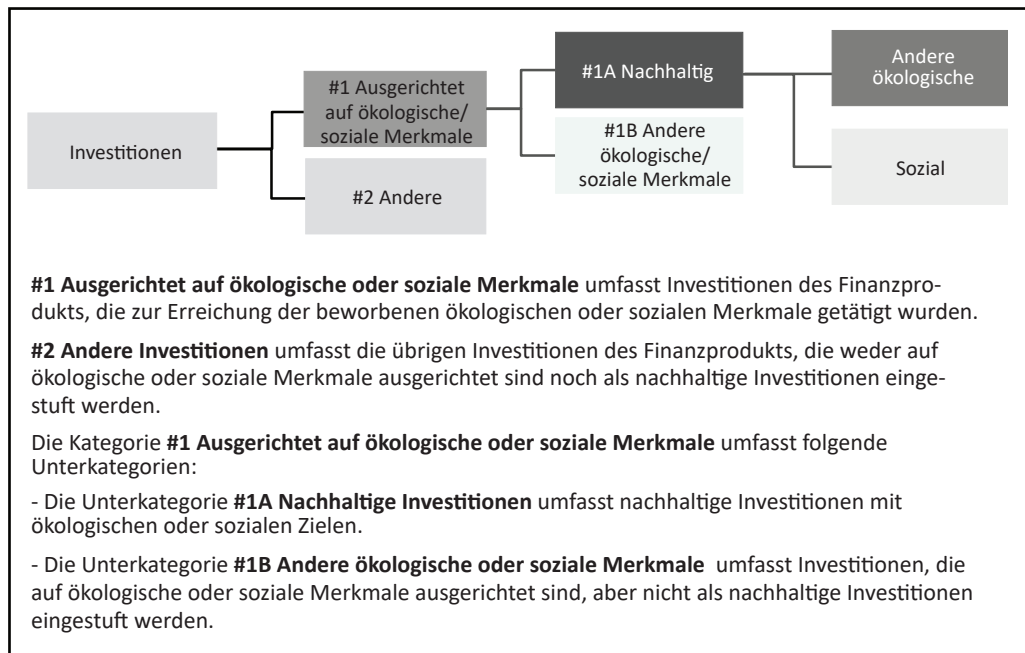 Investitionen
#1 Ausgerichtet
auf ökologische/
soziale Merkmale
#2 Andere
#1A Nachhaltig
#1B Andere
ökologische/
soziale Merkmale
Andere
ökologische
Sozial
#1 Ausgerichtet auf ökologische oder soziale Merkmale umfasst Investitionen des Finanzpro-
dukts, die zur Erreichung der beworbenen ökologischen oder sozialen Merkmale getätigt wurden.
#2 Andere Investitionen umfasst die übrigen Investitionen des Finanzprodukts, die weder auf
ökologische oder soziale Merkmale ausgerichtet sind noch als nachhaltige Investitionen einge-
stuft werden.
Die Kategorie #1 Ausgerichtet auf ökologische oder soziale Merkmale umfasst folgende
Unterkategorien:
- Die Unterkategorie #1A Nachhaltige Investitionen umfasst nachhaltige Investitionen mit
ökologischen oder sozialen Zielen.
- Die Unterkategorie #1B Andere ökologische oder soziale Merkmale umfasst Investitionen, die
auf ökologische oder soziale Merkmale ausgerichtet sind, aber nicht als nachhaltige Investitionen
eingestuft werden.